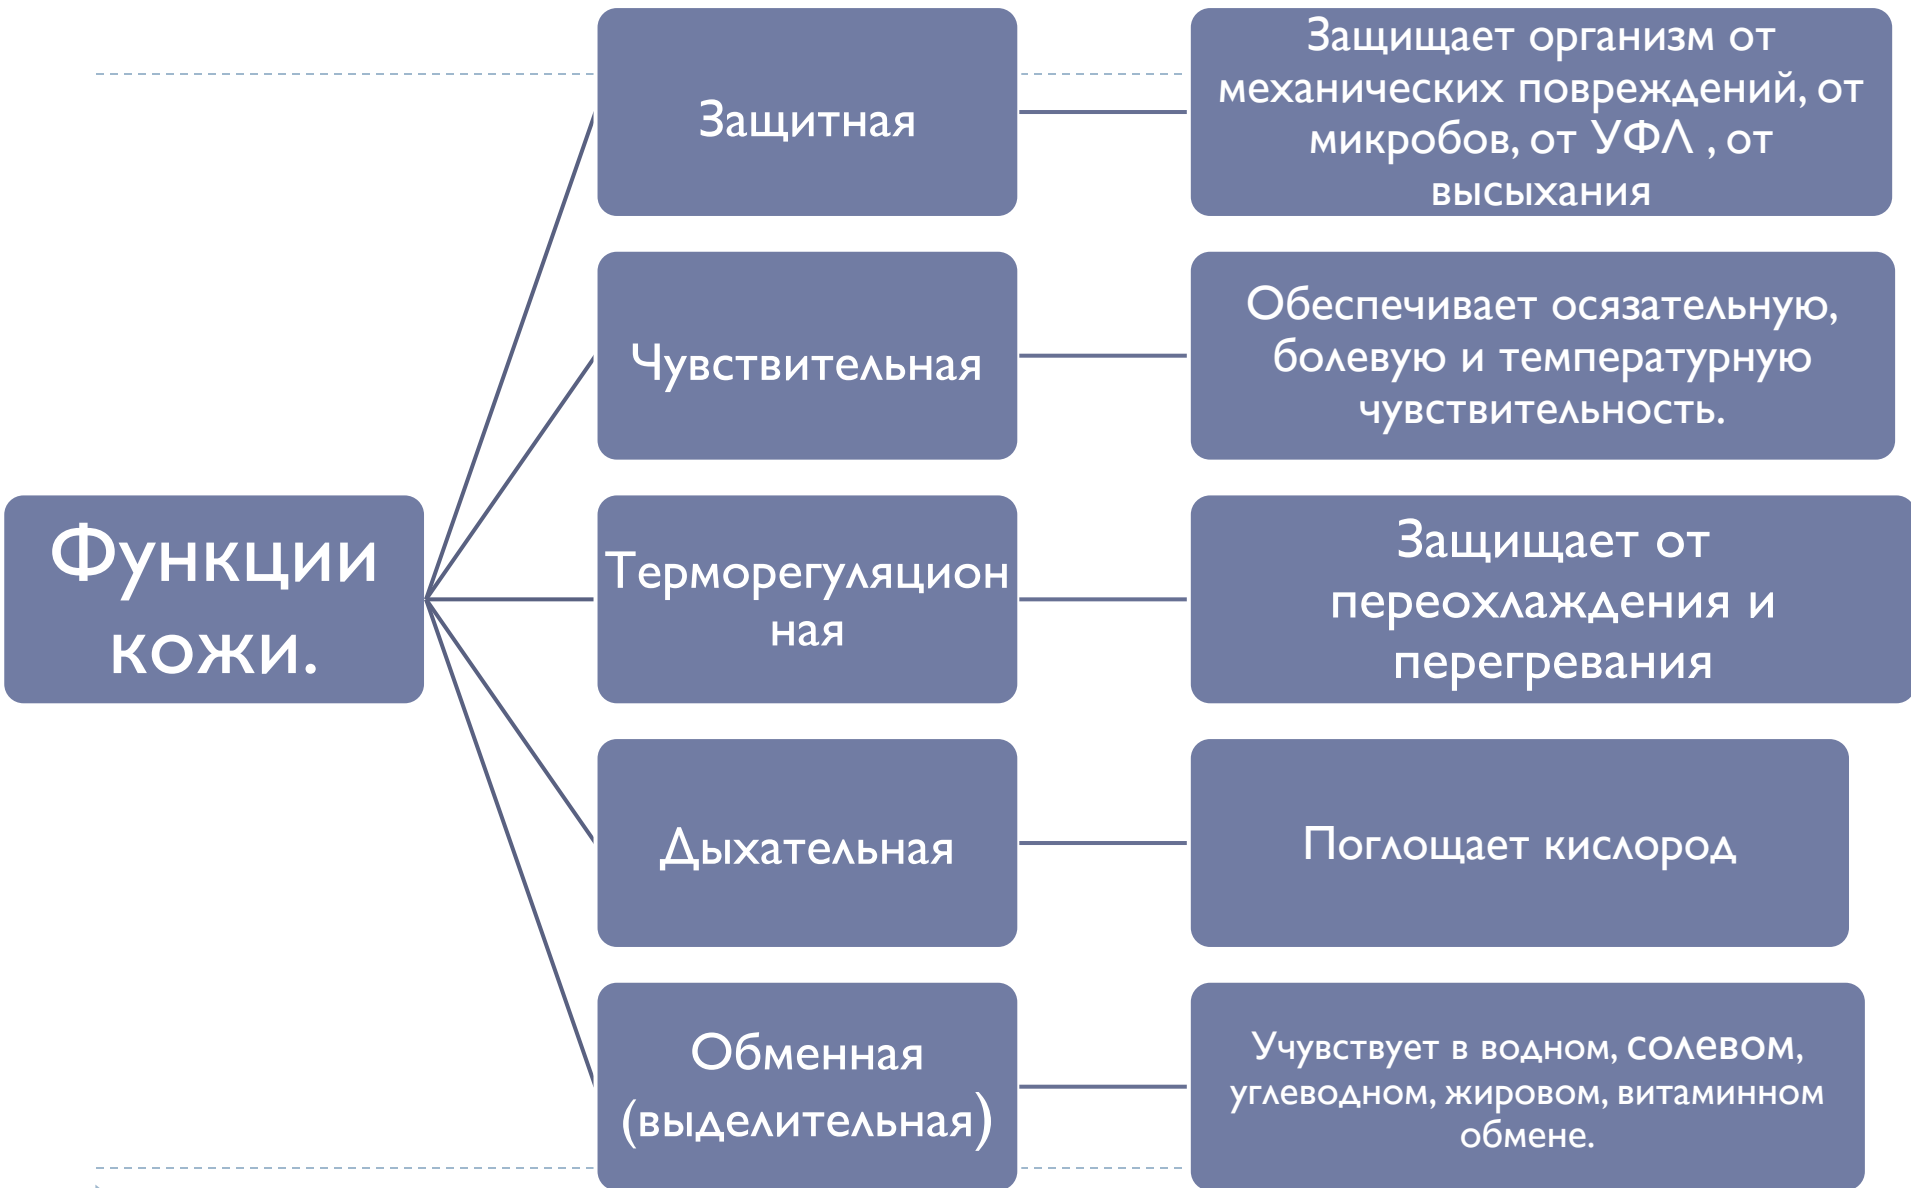 Функции
кожи.
Защитная
Защищает организм от
механических повреждений, от
микробов, от УФЛ , от
высыхания
Чувствительная
Обеспечивает осязательную,
болевую и температурную
чувствительность.
Терморегуляцион
ная
Защищает от
переохлаждения и
перегревания
Дыхательная
Поглощает кислород
Обменная
(выделительная)
Учувствует в водном, солевом,
углеводном, жировом, витаминном
обмене.